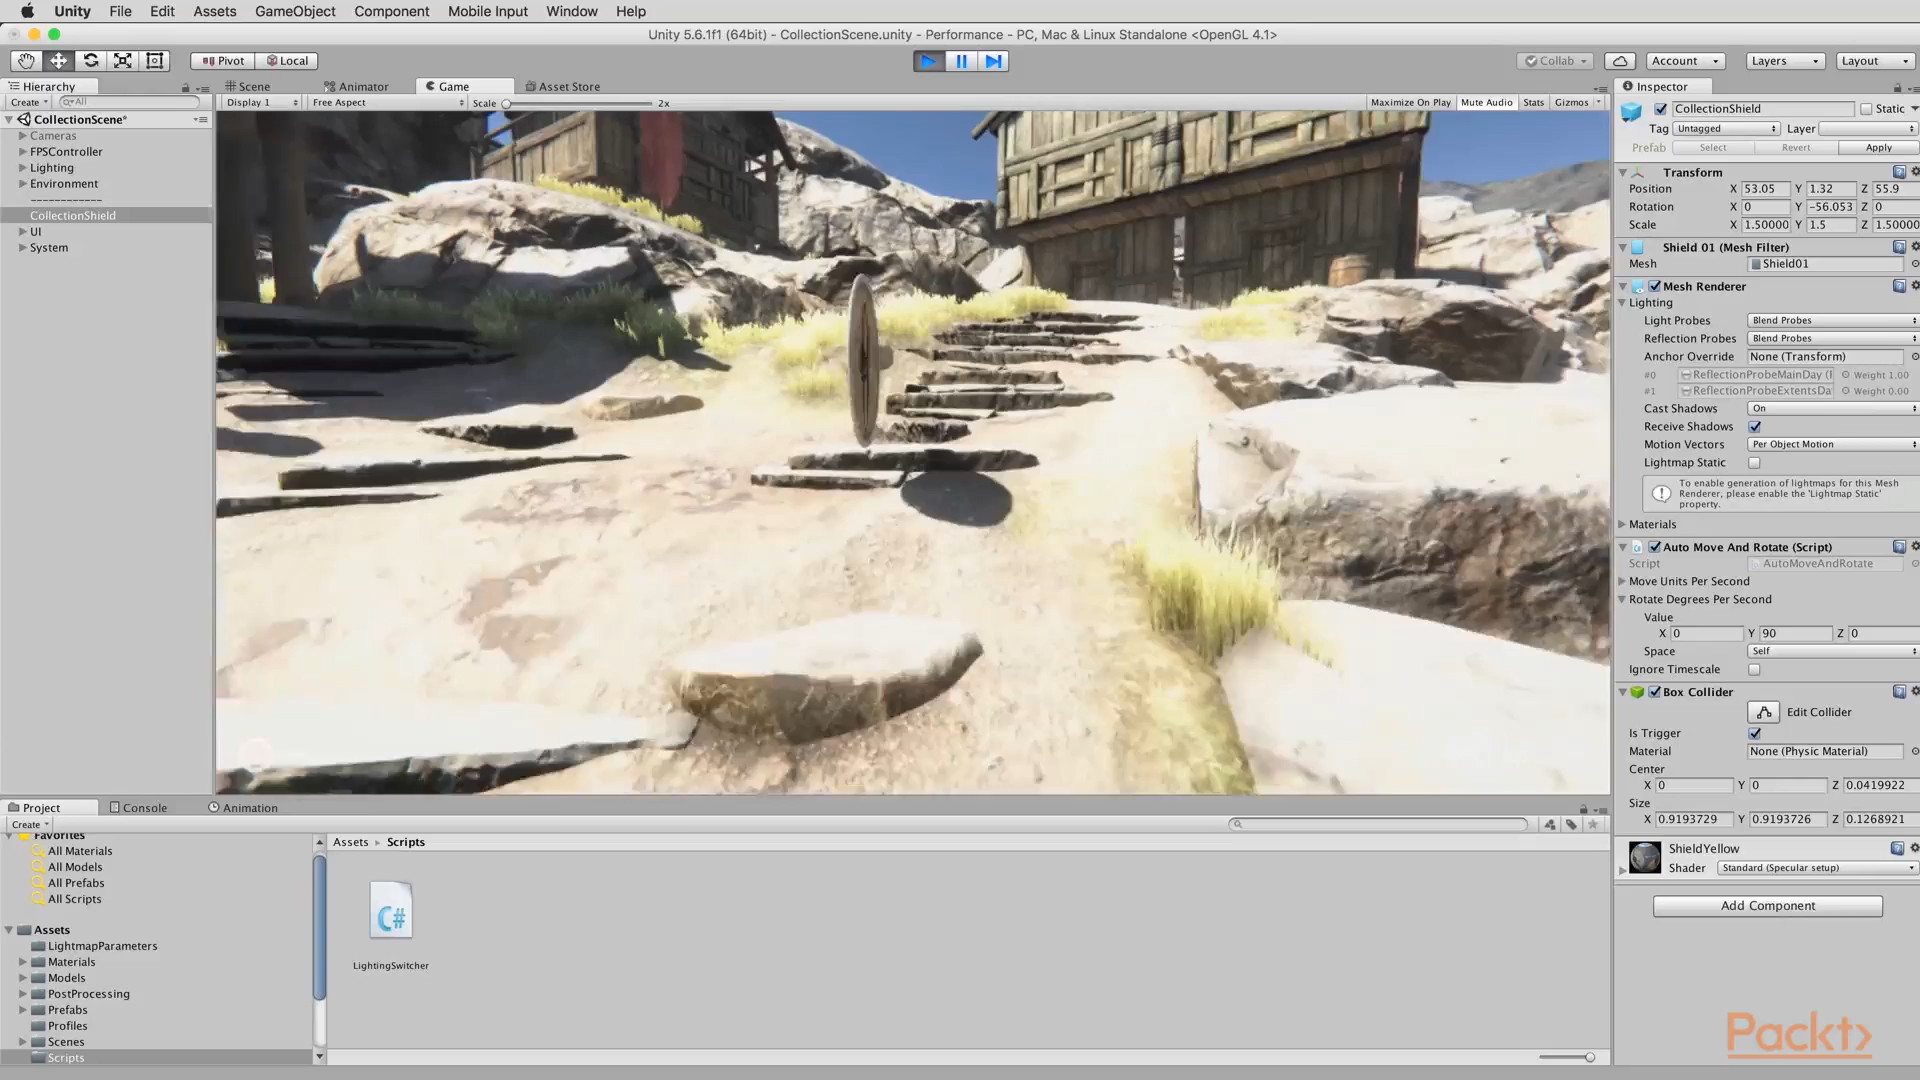 Unity File Edit Assets GameObject Component Mobile Input Window Help
Unity 5.6.1f1 (64bit) - CollectionScene.unity - Performance - PC, Mac & Linux Standalone <OpenGL 4.1>
Pivot Local
Collab Account Layers Layout
Hierarchy
Create All
CollectionScene*
Cameras
FPSController
Lighting
Environment
------------
CollectionShield
UI
System
Scene Animator Game Asset Store
Display 1 Free Aspect Scale 2x Maximize On Play Mute Audio Stats Gizmos
Inspector
CollectionShield Static
Tag Untagged Layer
Prefab Select Revert Apply
Transform
Position X 53.05 Y 1.32 Z 55.9
Rotation X 0 Y -56.053 Z 0
Scale X 1.50000 Y 1.5 Z 1.50000
Shield 01 (Mesh Filter)
Mesh Shield01
Mesh Renderer
Lighting
Light Probes Blend Probes
Reflection Probes Blend Probes
Anchor Override None (Transform)
#0 ReflectionProbeMainDay (I Weight 1.00
#1 ReflectionProbeExtentsDa Weight 0.00
Cast Shadows On
Receive Shadows
Motion Vectors Per Object Motion
Lightmap Static
To enable generation of lightmaps for this Mesh
Renderer, please enable the 'Lightmap Static'
property.
Materials
Auto Move And Rotate (Script)
Script AutoMoveAndRotate
Move Units Per Second
Rotate Degrees Per Second
Value
X 0 Y 90 Z 0
Space Self
Ignore Timescale
Box Collider
Edit Collider
Is Trigger
Material None (Physic Material)
Center
X 0 Y 0 Z 0.0419922
Size
X 0.9193729 Y 0.9193726 Z 0.1268921
ShieldYellow
Shader Standard (Specular setup)
Add Component
Project Console Animation
Create
Favorites
All Materials
All Models
All Prefabs
All Scripts
Assets
LightmapParameters
Materials
Models
PostProcessing
Prefabs
Profiles
Scenes
Scripts
Assets Scripts
C#
LightingSwitcher
Packt